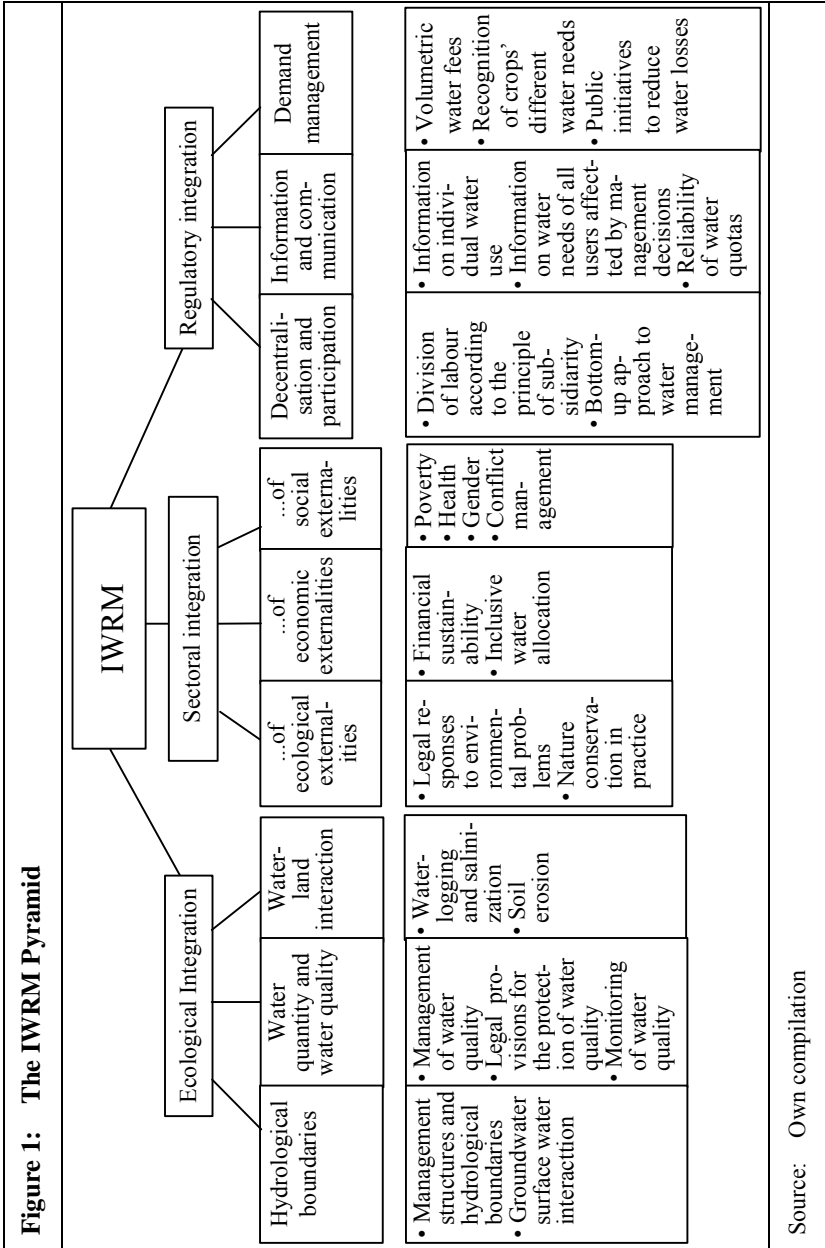 Figure 1: The IWRM Pyramid
IWRM
Ecological Integration
Sectoral integration
Regulatory integration
Hydrological
boundaries
Water
quantity and
water quality
Water-
land
interaction
...of
ecological
external-
ities
...of
economic
externalities
...of
social
externa-
lities
Decentrali-
sation and
participation
Information
and com-
munication
Demand
management
• Management
structures and
hydrological
boundaries
• Groundwater
surface water
interacttion
• Management
of water
quality
• Legal pro-
visions for
the protect-
ion of water
quality
• Monitoring
of water
quality
• Water-
logging
and salini-
zation
• Soil
erosion
• Legal re-
sponses
to envi-
ronmen-
tal prob-
lems
• Nature
conserva-
tion in
practice
• Financial
sustain-
ability
• Inclusive
water
allocation
• Poverty
• Health
• Gender
• Conflict
man-
agement
• Division
of labour
according
to the
principle
of sub-
sidiarity
• Bottom-
up ap-
proach to
water
manage-
ment
• Information
on indivi-
dual water
use
• Information
on water
needs of all
users affect-
ted by ma-
nagement
decisions
• Reliability
of water
quotas
• Volumetric
water fees
• Recognition
of crops’
different
water needs
• Public
initiatives
to reduce
water losses
Source: Own compilation